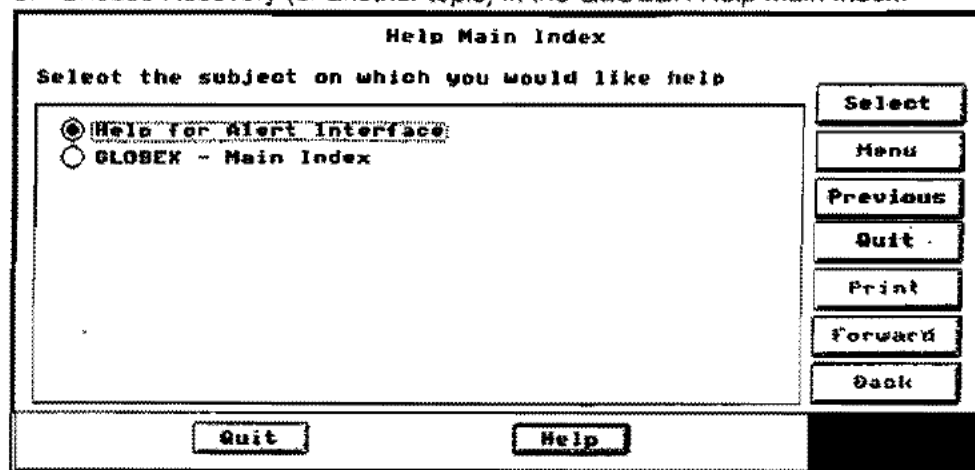 Help Main Index
Select the subject on which you would like help
Help for Alert Interface
GLOBEX - Main Index
Select
Menu
Previous
Quit
Print
Forward
Back
Quit
Help